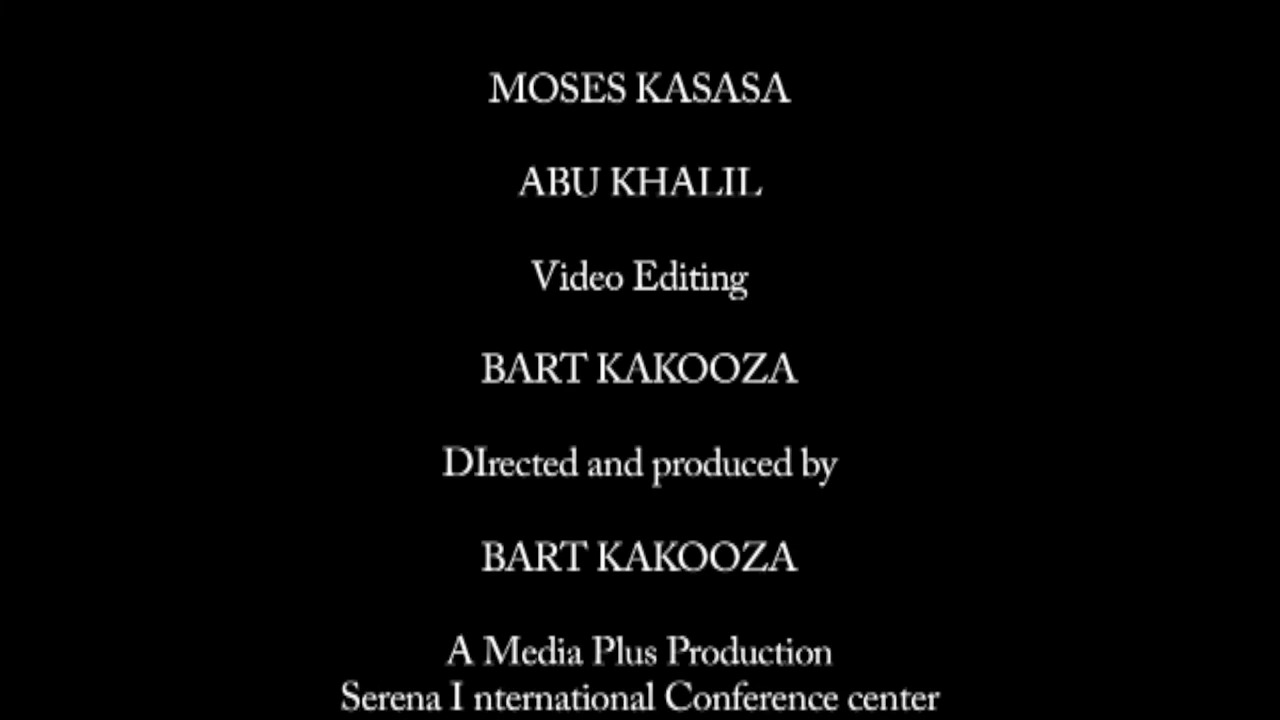 MOSES KASASA
ABU KHALIL
Video Editing
BART KAKOOZA
DIrected and produced by
BART KAKOOZA
A Media Plus Production
Serena I nternational Conference center